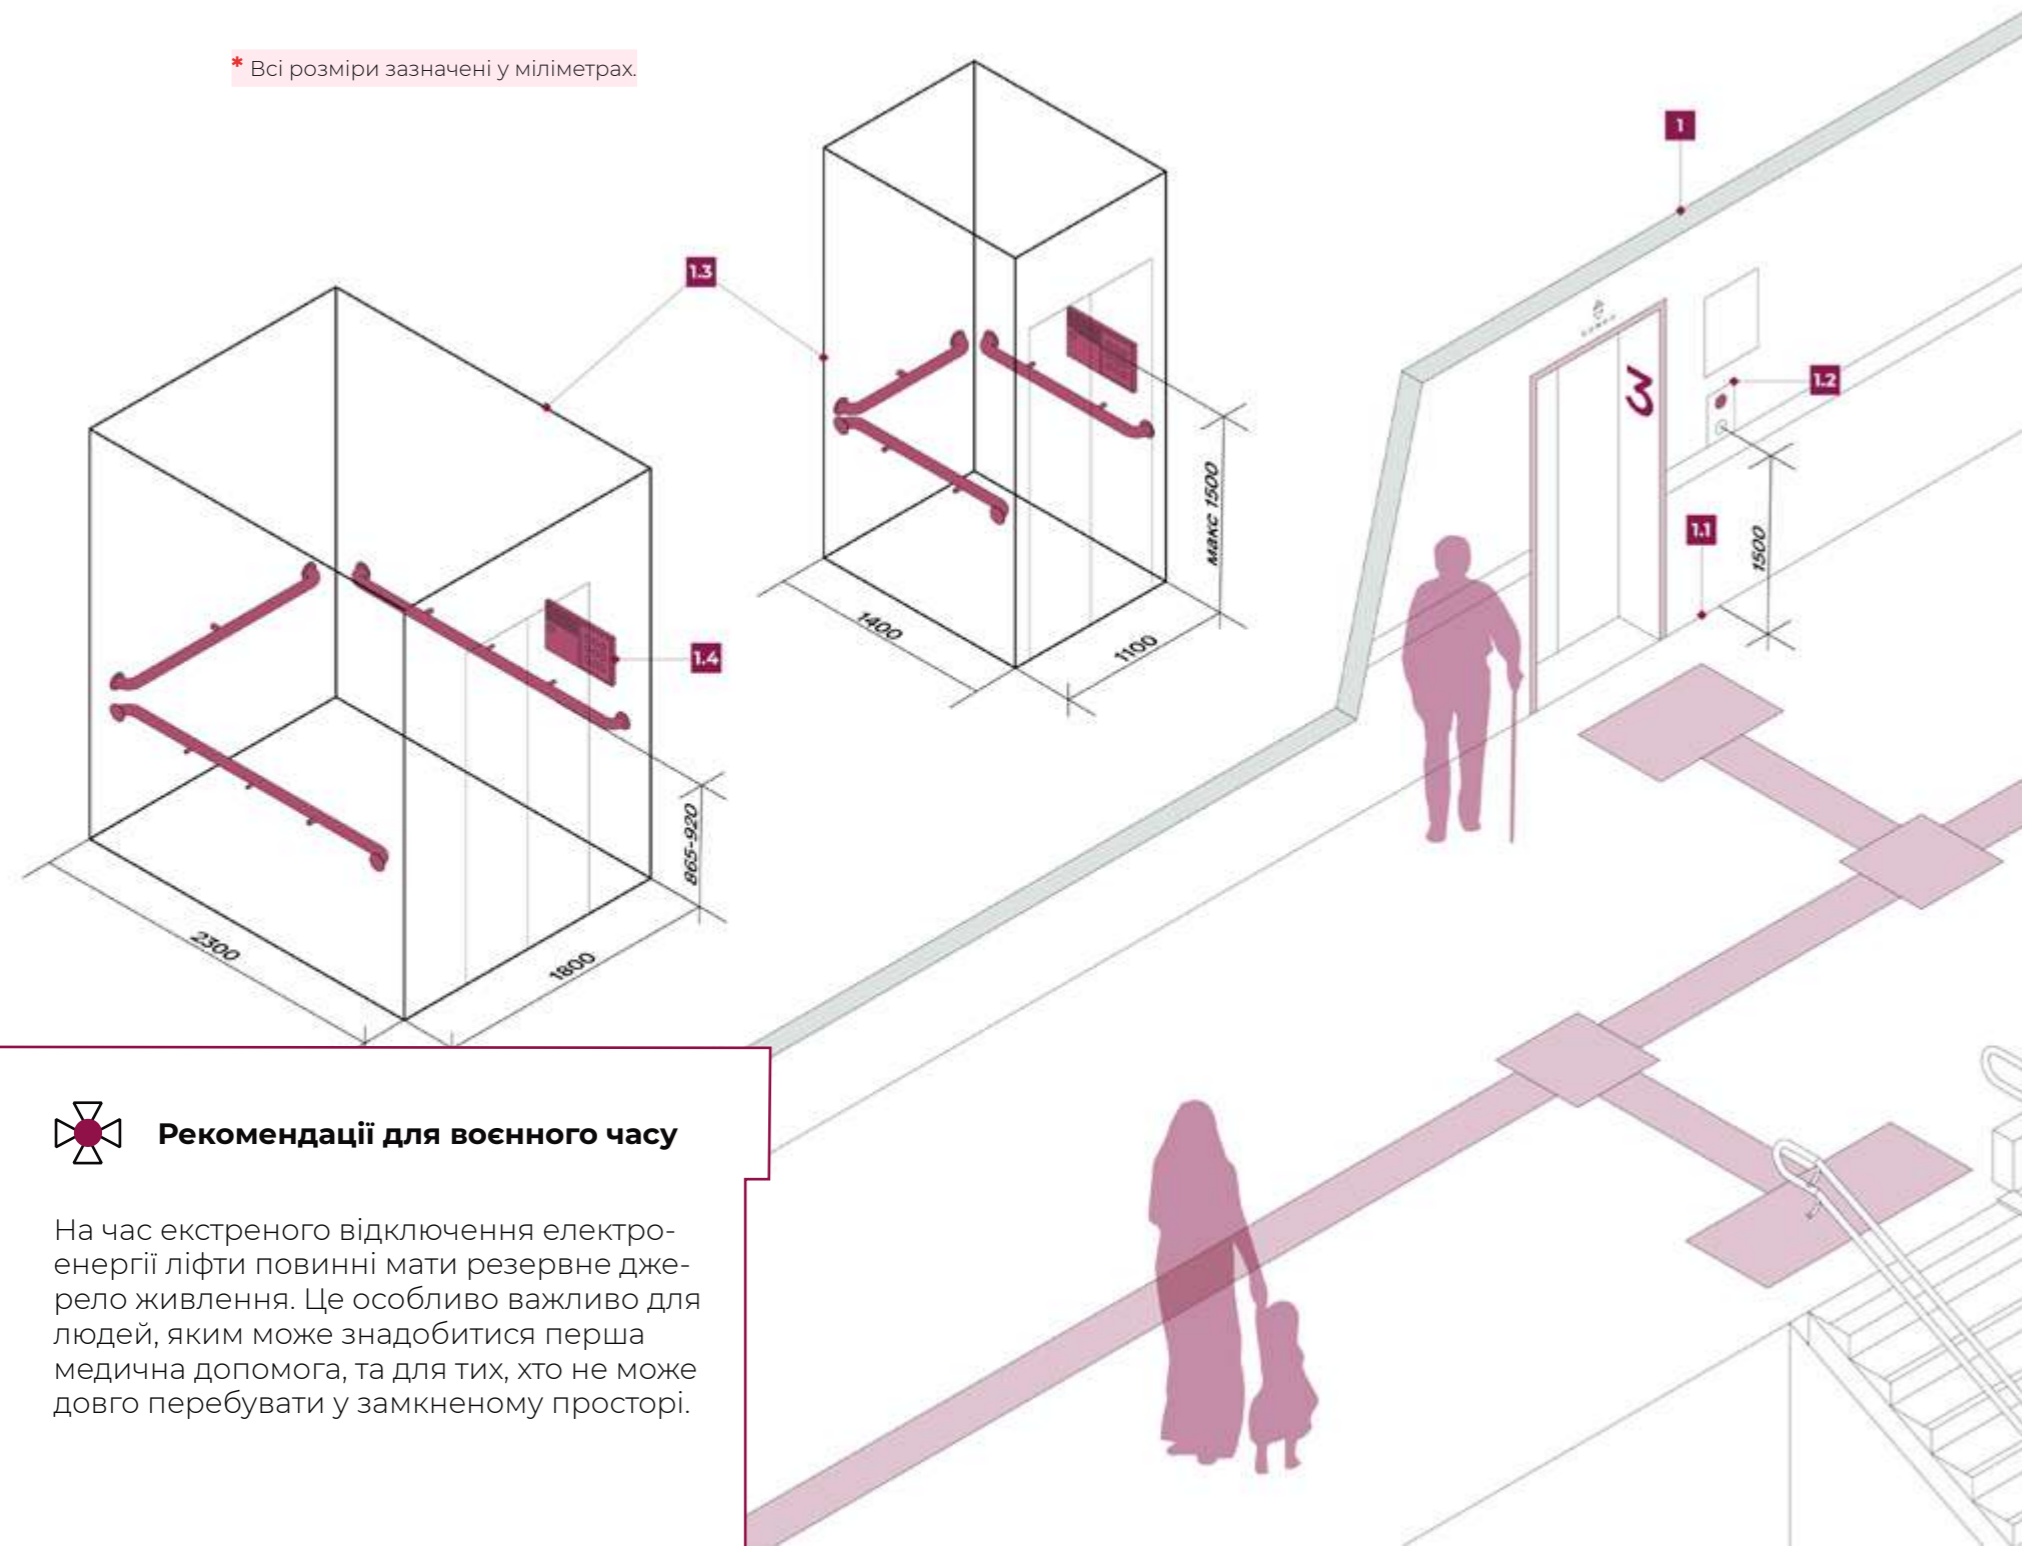 * Всі розміри зазначені у міліметрах.
1
1.3
1.2
3
1.1
1500
макс 1500
1400
1100
1.4
865-920
2300
1800
Рекомендації для воєнного часу
На час екстреного відключення електро-
енергії ліфти повинні мати резервне дже-
рело живлення. Це особливо важливо для
людей, яким може знадобитися перша
медична допомога, та для тих, хто не може
довго перебувати у замкненому просторі.